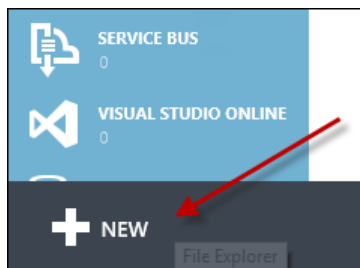 SERVICE BUS
0
VISUAL STUDIO ONLINE
0
NEW
File Explorer